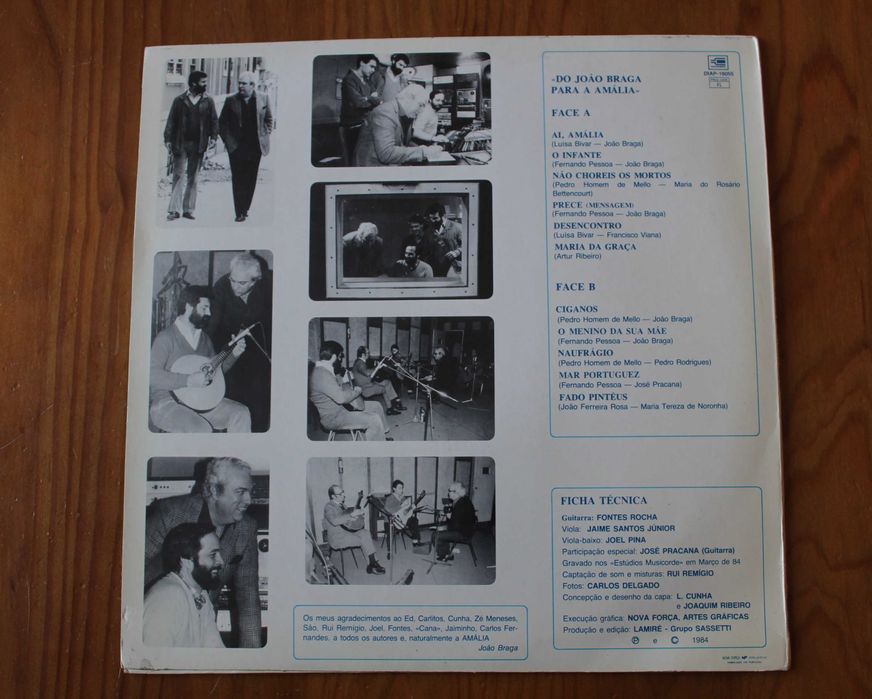 «DO JOÃO BRAGA
PARA A AMÁLIA»
DIAP-16055
FL
FACE A
AI, AMÁLIA
(Luísa Bivar — João Braga)
O INFANTE
(Fernando Pessoa — João Braga)
NÃO CHOREIS OS MORTOS
(Pedro Homem de Mello — Maria do Rosário
Bettencourt)
PRECE (MENSAGEM)
(Fernando Pessoa — João Braga)
DESENCONTRO
(Luísa Bivar — Francisco Viana)
MARIA DA GRAÇA
(Artur Ribeiro)
FACE B
CIGANOS
(Pedro Homem de Mello — João Braga)
O MENINO DA SUA MÃE
(Fernando Pessoa — João Braga)
NAUFRÁGIO
(Pedro Homem de Mello — Pedro Rodrigues)
MAR PORTUGUEZ
(Fernando Pessoa — José Pracana)
FADO PINTÉUS
(João Ferreira Rosa — Maria Tereza de Noronha)
FICHA TÉCNICA
Guitarra: FONTES ROCHA
Viola: JAIME SANTOS JÚNIOR
Viola-baixo: JOEL PINA
Participação especial: JOSÉ PRACANA (Guitarra)
Gravado nos «Estúdios Musicorde» em Março de 84
Captação de som e misturas: RUI REMÍGIO
Fotos: CARLOS DELGADO
Concepção e desenho da capa: L. CUNHA
e JOAQUIM RIBEIRO
Execução gráfica: NOVA FORÇA, ARTES GRÁFICAS
Produção e edição: LAMIRÉ - Grupo SASSETTI
Ⓟ e Ⓒ 1984
Os meus agradecimentos ao Ed, Carlitos, Cunha, Zé Meneses,
São, Rui Remígio, Joel, Fontes, «Cana», Jaiminho, Carlos Fer-
nandes, a todos os autores e, naturalmente a AMÁLIA
João Braga